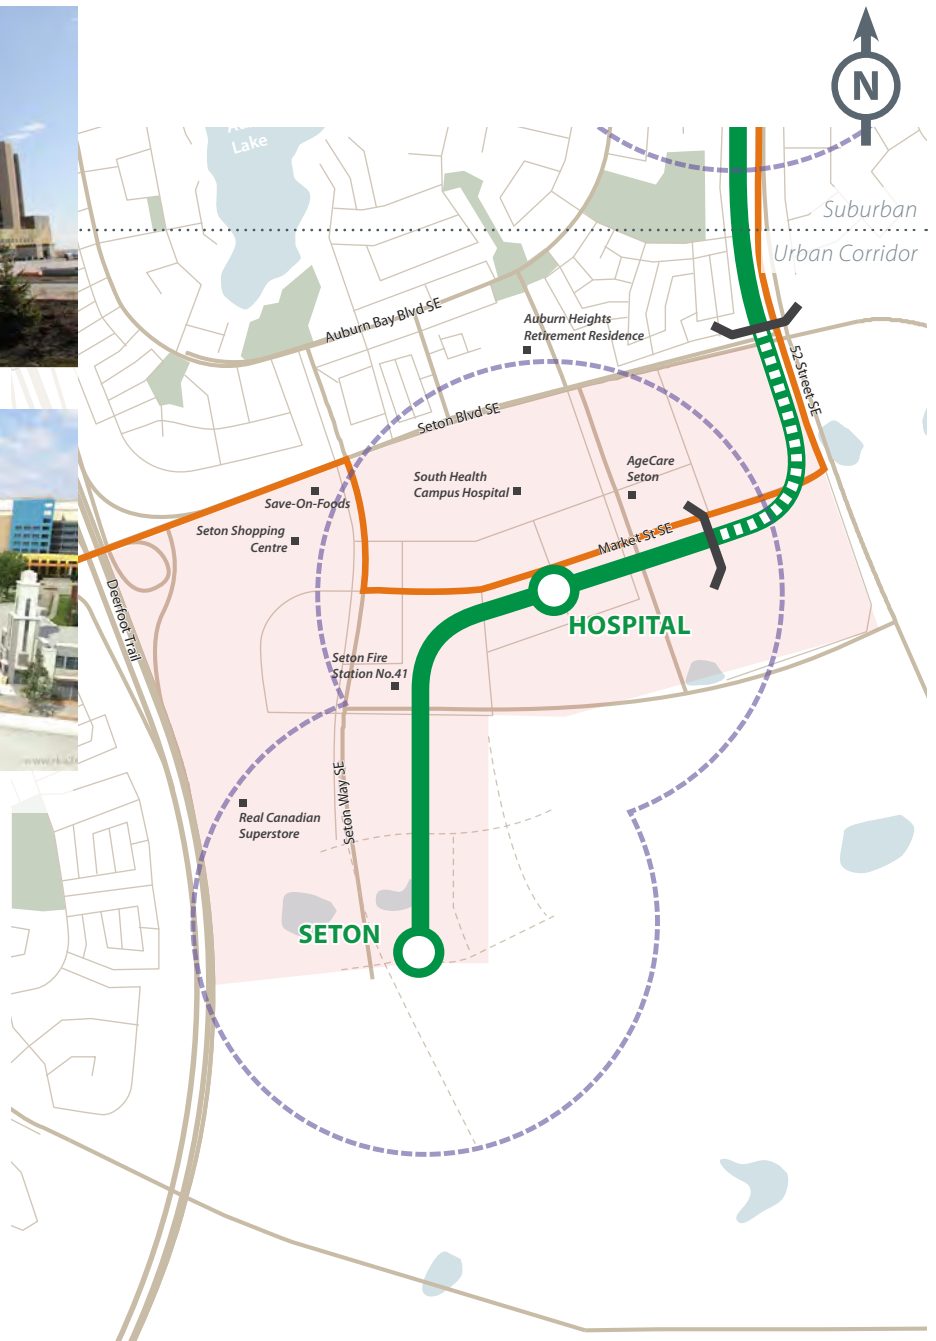 N
Lake
Suburban
Urban Corridor
Auburn Bay Blvd SE
Auburn Heights
Retirement Residence
52 Street SE
Seton Blvd SE
South Health
Campus Hospital
AgeCare
Seton
Save-On-Foods
Seton Shopping
Centre
Market St SE
Deerfoot Trail
HOSPITAL
Seton Fire
Station No.41
Seton Way SE
Real Canadian
Superstore
SETON